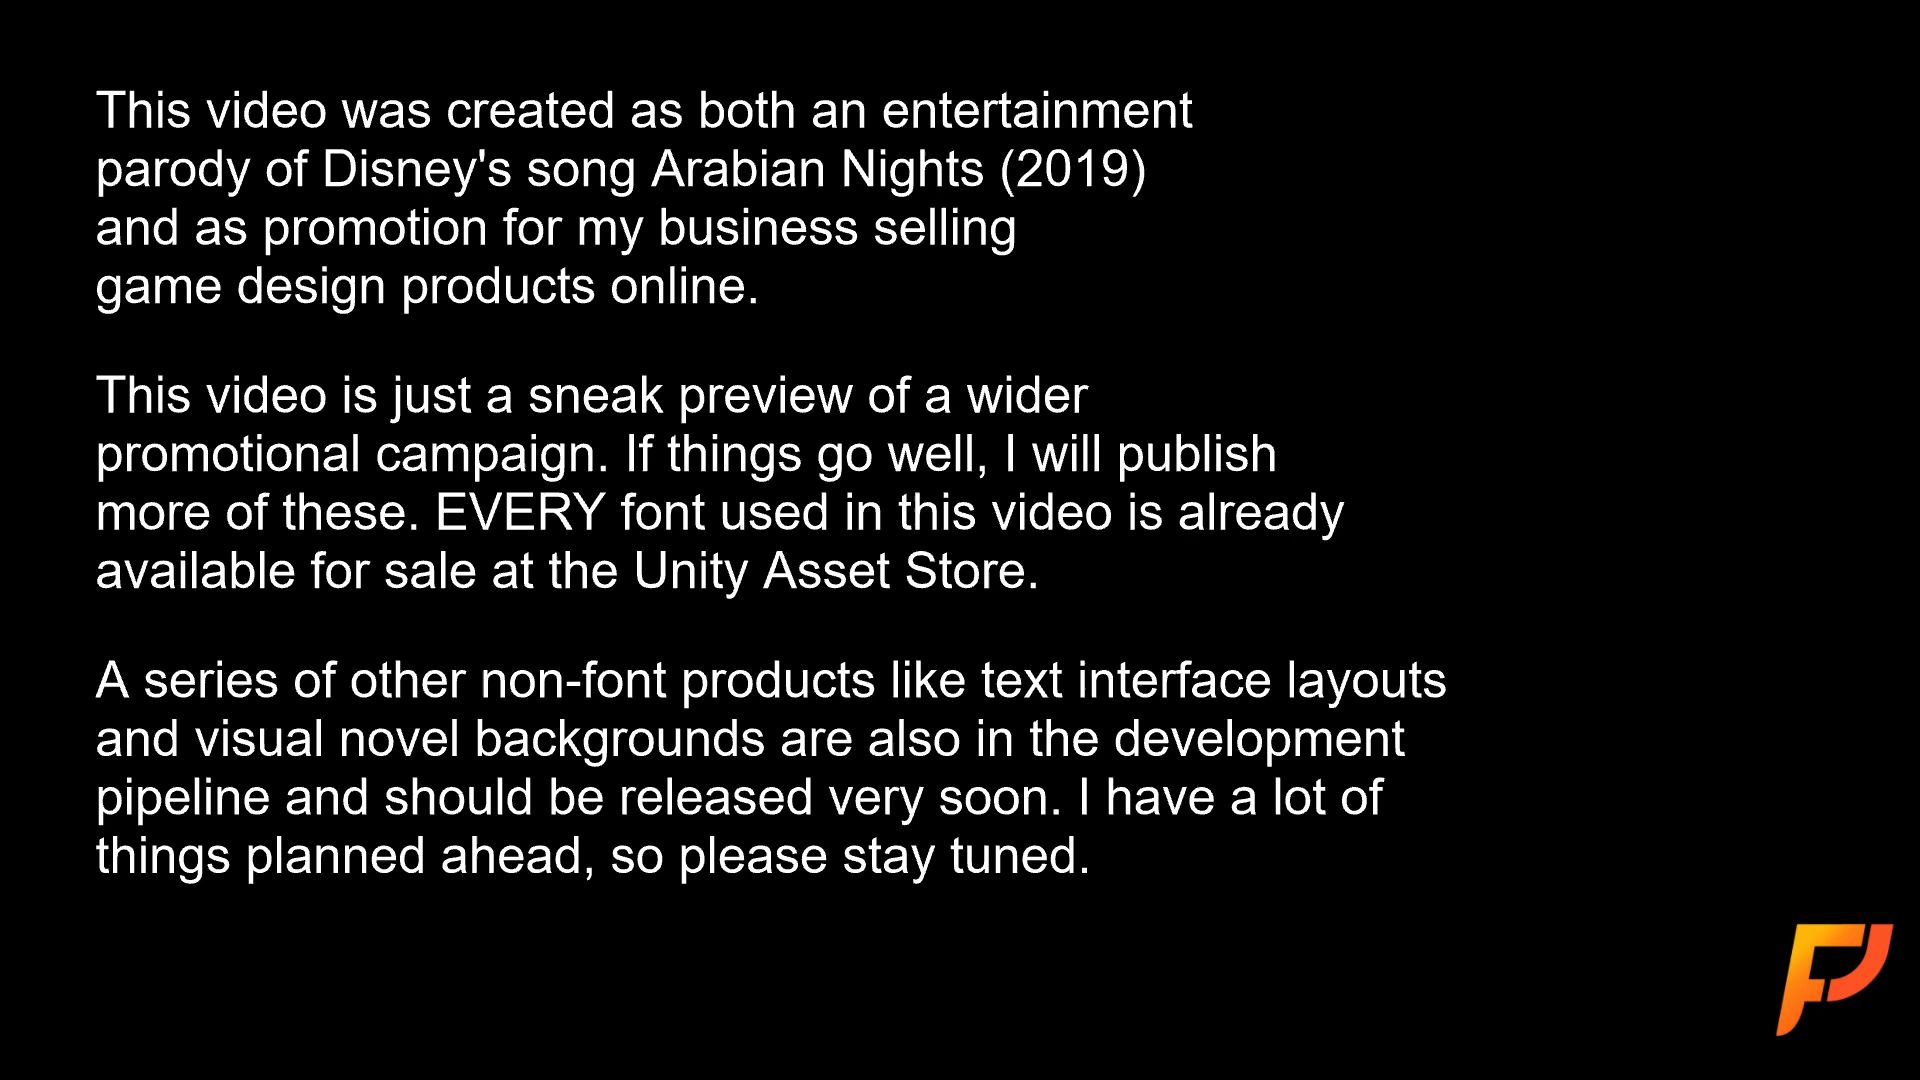 This video was created as both an entertainment
parody of Disney's song Arabian Nights (2019)
and as promotion for my business selling
game design products online.
This video is just a sneak preview of a wider
promotional campaign. If things go well, I will publish
more of these. EVERY font used in this video is already
available for sale at the Unity Asset Store.
A series of other non-font products like text interface layouts
and visual novel backgrounds are also in the development
pipeline and should be released very soon. I have a lot of
things planned ahead, so please stay tuned.